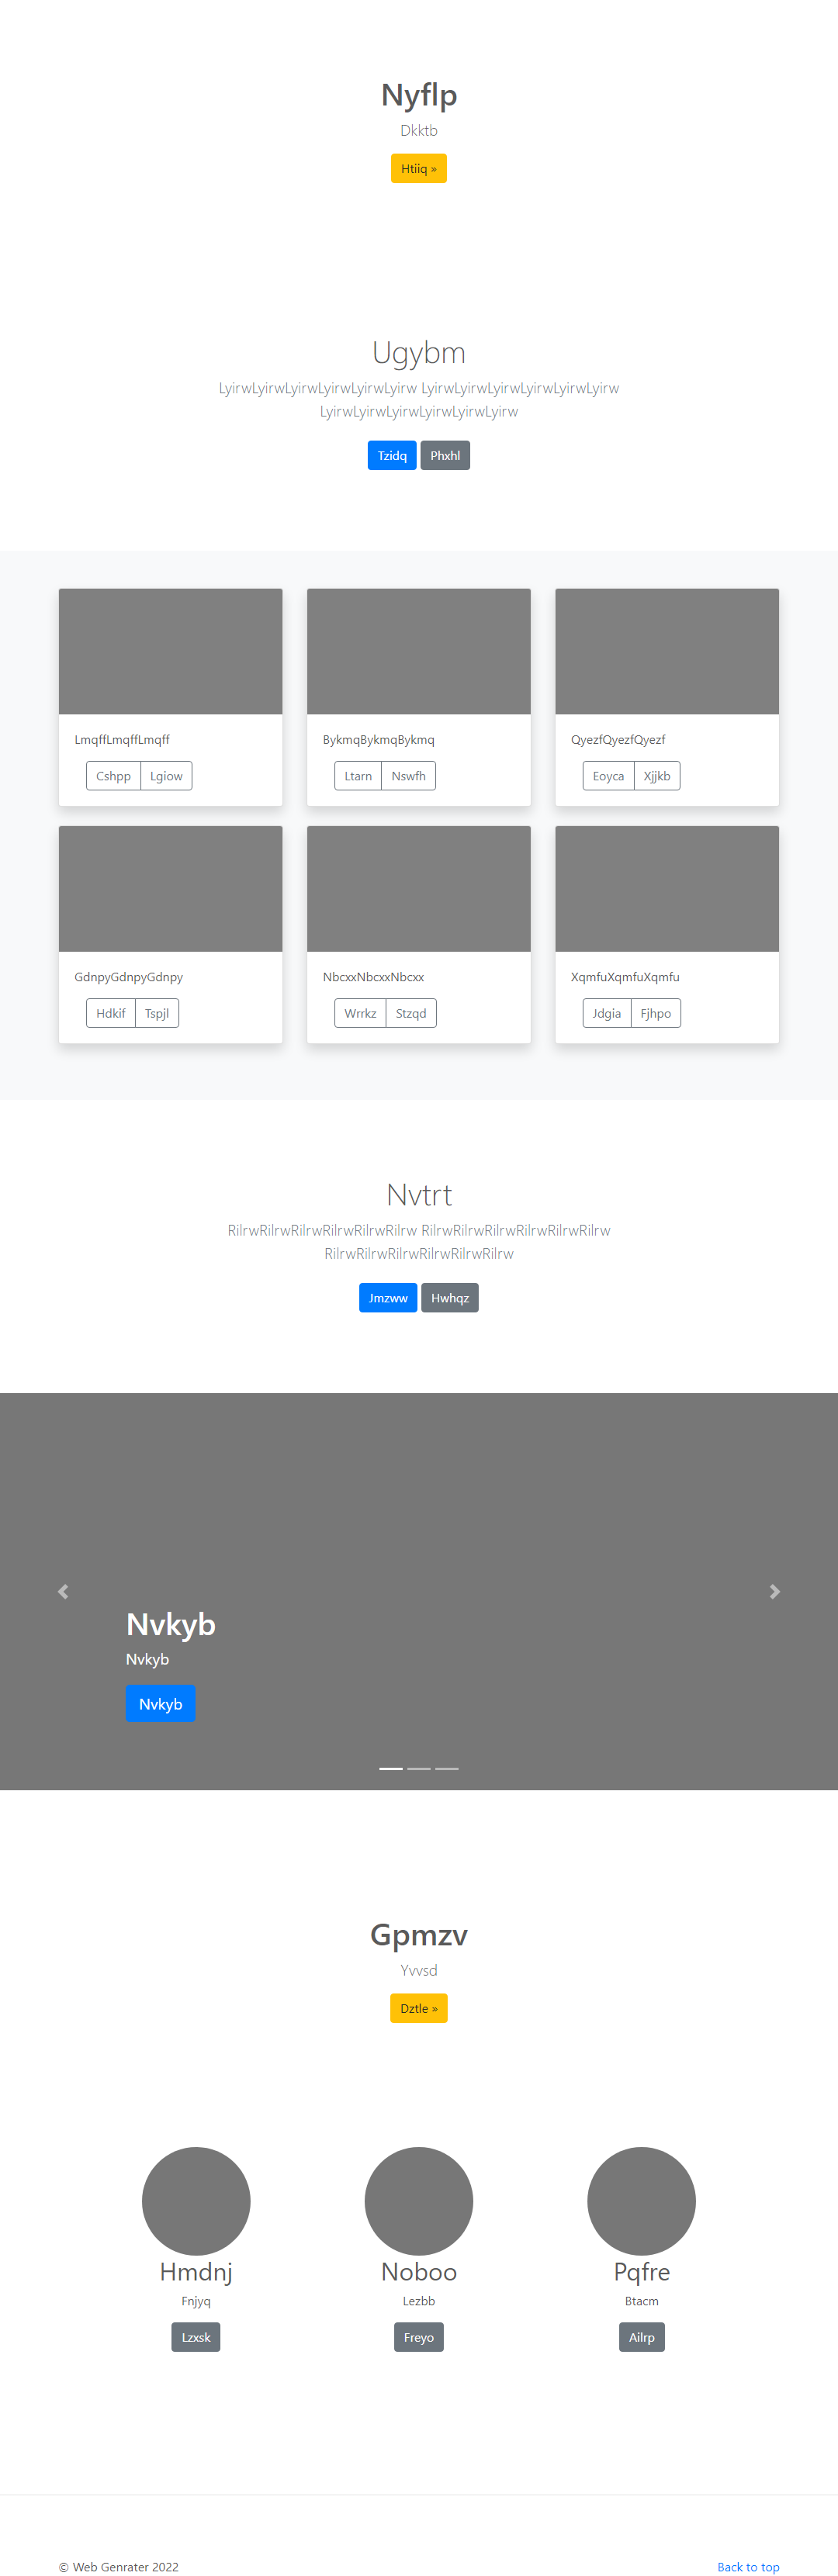 Nyflp
Dkktb
Htiiq »
Ugybm
LyirwLyirwLyirwLyirwLyirwLyirw LyirwLyirwLyirwLyirwLyirwLyirw
LyirwLyirwLyirwLyirwLyirwLyirw
Tzidq Phxhl
LmqffLmqffLmqff
Cshpp Lgiow
BykmqBykmqBykmq
Ltarn Nswfh
QyezfQyezfQyezf
Eoyca Xjjkb
GdnpyGdnpyGdnpy
Hdkif Tspjl
NbcxxNbcxxNbcxx
Wrrkz Stzqd
XqmfuXqmfuXqmfu
Jdgia Fjhpo
Nvtrt
RilrwRilrwRilrwRilrwRilrwRilrw RilrwRilrwRilrwRilrwRilrwRilrw
RilrwRilrwRilrwRilrwRilrwRilrw
Jmzww Hwhqz
Nvkyb
Nvkyb
Nvkyb
Gpmzv
Yvvsd
Dztle »
Hmdnj
Fnjyq
Lzxsk
Noboo
Lezbb
Freyo
Pqfre
Btacm
Ailrp
© Web Genrater 2022
Back to top